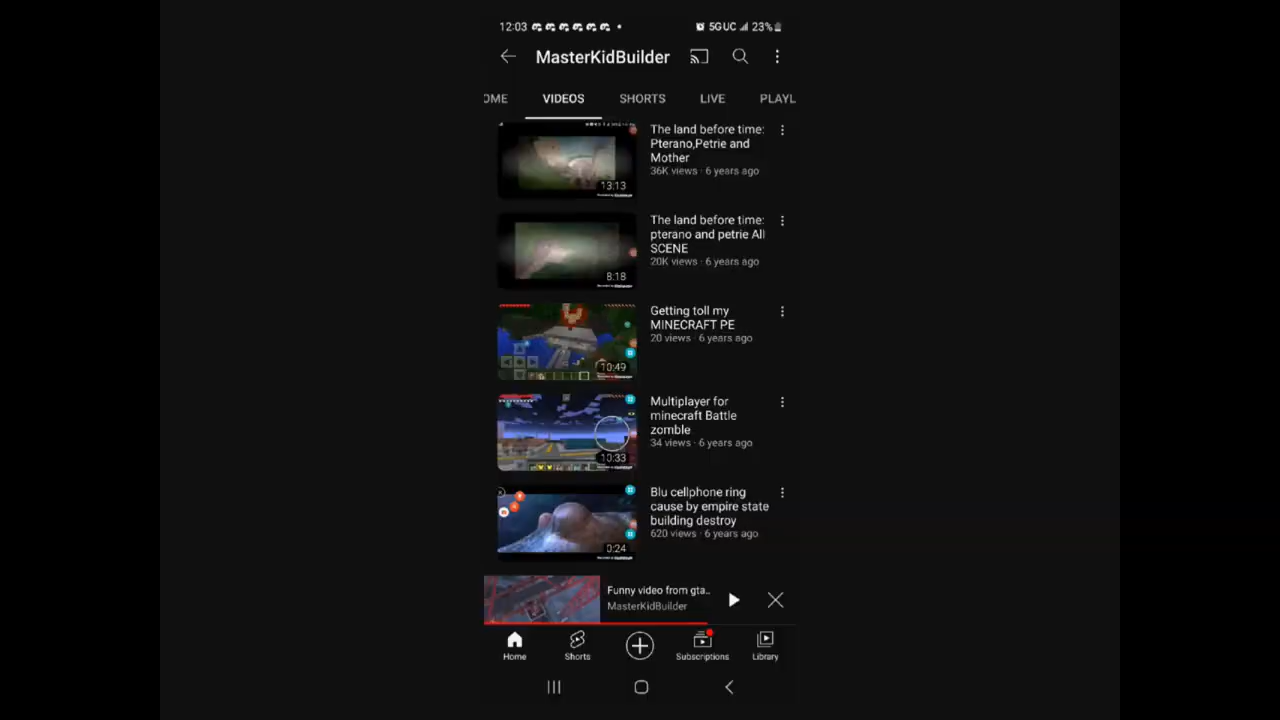 12:03
5GUC 23%
MasterKidBuilder
OME VIDEOS SHORTS LIVE PLAYL
The land before time:
Pterano,Petrie and
Mother
36K views · 6 years ago
13:13
The land before time:
pterano and petrie All
SCENE
20K views · 6 years ago
8:18
Getting toll my
MINECRAFT PE
20 views · 6 years ago
10:49
Multiplayer for
minecraft Battle
zomble
34 views · 6 years ago
10:33
Blu cellphone ring
cause by empire state
building destroy
620 views · 6 years ago
0:24
Funny video from gta..
MasterKidBuilder
Home Shorts Subscriptions Library